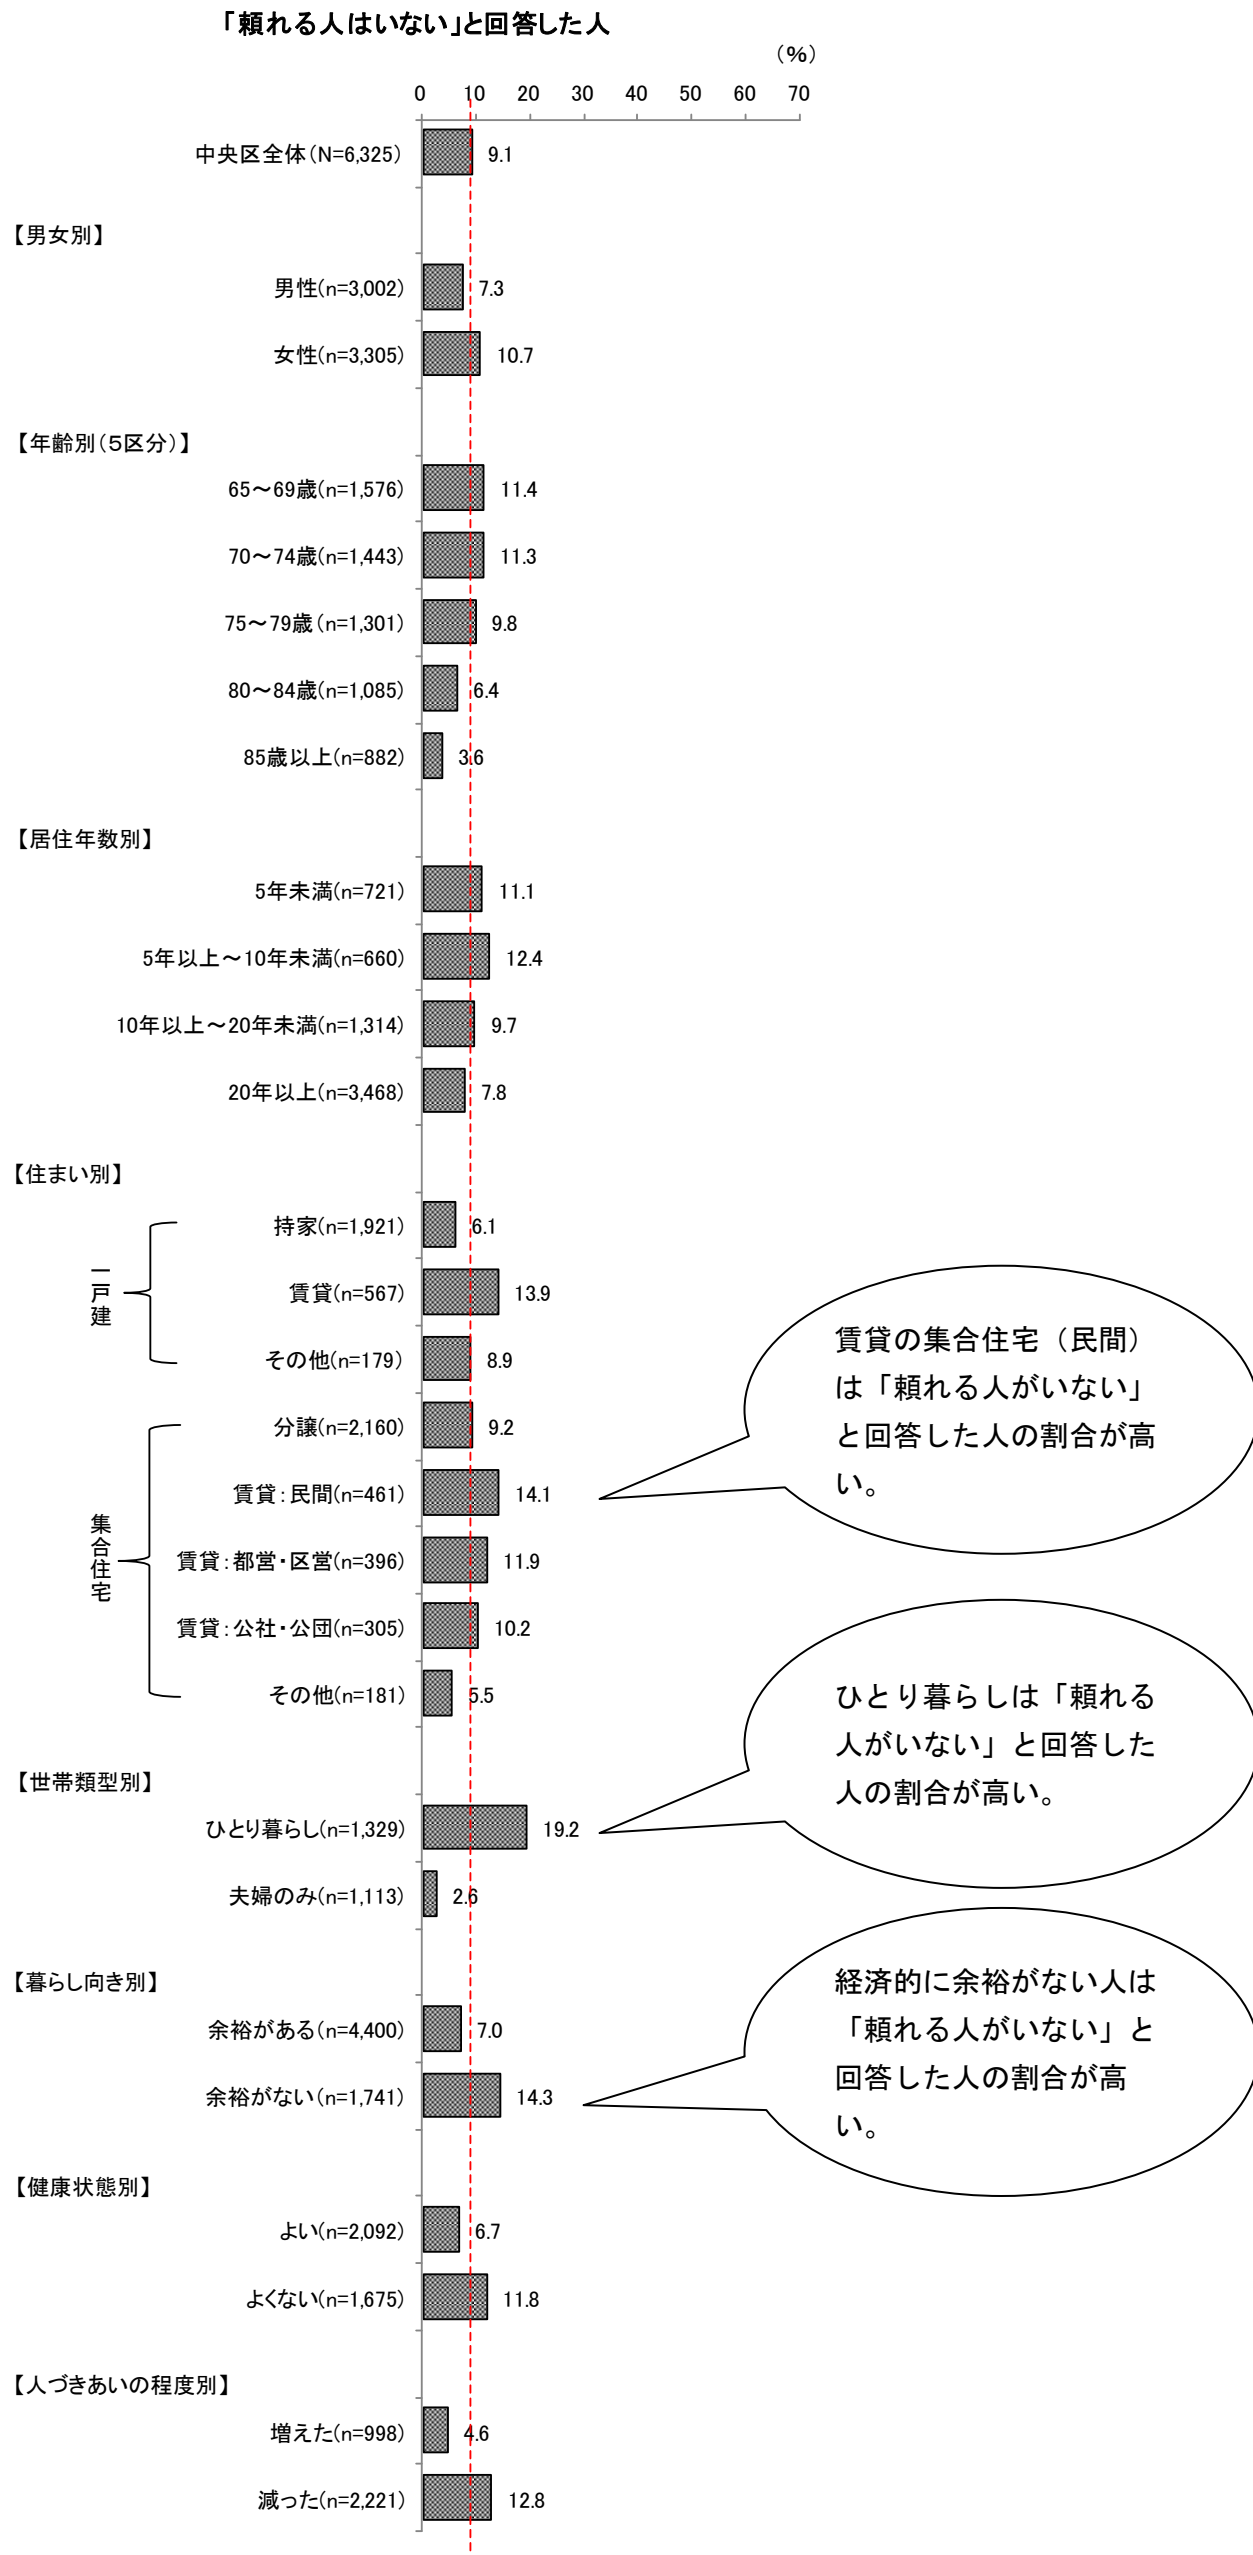 「頼れる人はいない」と回答した人
（％）
0 10 20 30 40 50 60 70
中央区全体（N=6,325） 9.1
【男女別】
男性（n=3,002） 7.3
女性（n=3,305） 10.7
【年齢別（５区分）】
65～69歳（n=1,576） 11.4
70～74歳（n=1,443） 11.3
75～79歳（n=1,301） 9.8
80～84歳（n=1,085） 6.4
85歳以上（n=882） 3.6
【居住年数別】
5年未満（n=721） 11.1
5年以上～10年未満（n=660） 12.4
10年以上～20年未満（n=1,314） 9.7
20年以上（n=3,468） 7.8
【住まい別】
一戸建
持家（n=1,921） 6.1
賃貸（n=567） 13.9
その他（n=179） 8.9
集合住宅
分譲（n=2,160） 9.2
賃貸：民間（n=461） 14.1
賃貸：都営・区営（n=396） 11.9
賃貸：公社・公団（n=305） 10.2
その他（n=181） 5.5
賃貸の集合住宅（民間）
は「頼れる人がいない」
と回答した人の割合が高
い。
【世帯類型別】
ひとり暮らし（n=1,329） 19.2
夫婦のみ（n=1,113） 2.6
ひとり暮らしは「頼れる
人がいない」と回答した
人の割合が高い。
【暮らし向き別】
余裕がある（n=4,400） 7.0
余裕がない（n=1,741） 14.3
経済的に余裕がない人は
「頼れる人がいない」と
回答した人の割合が高
い。
【健康状態別】
よい（n=2,092） 6.7
よくない（n=1,675） 11.8
【人づきあいの程度別】
増えた（n=998） 4.6
減った（n=2,221） 12.8